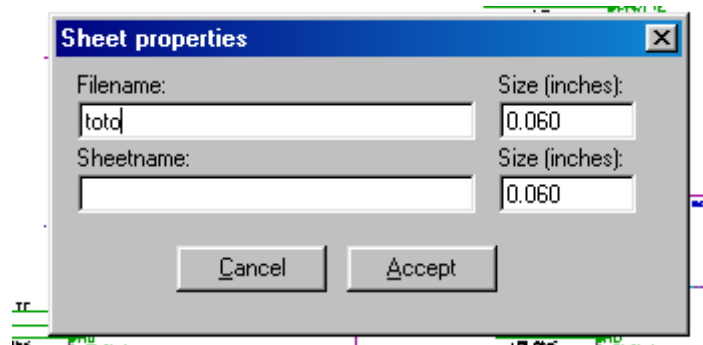 Sheet properties
Filename: Size (inches):
toto 0.060
Sheetname: Size (inches):
0.060
Cancel Accept